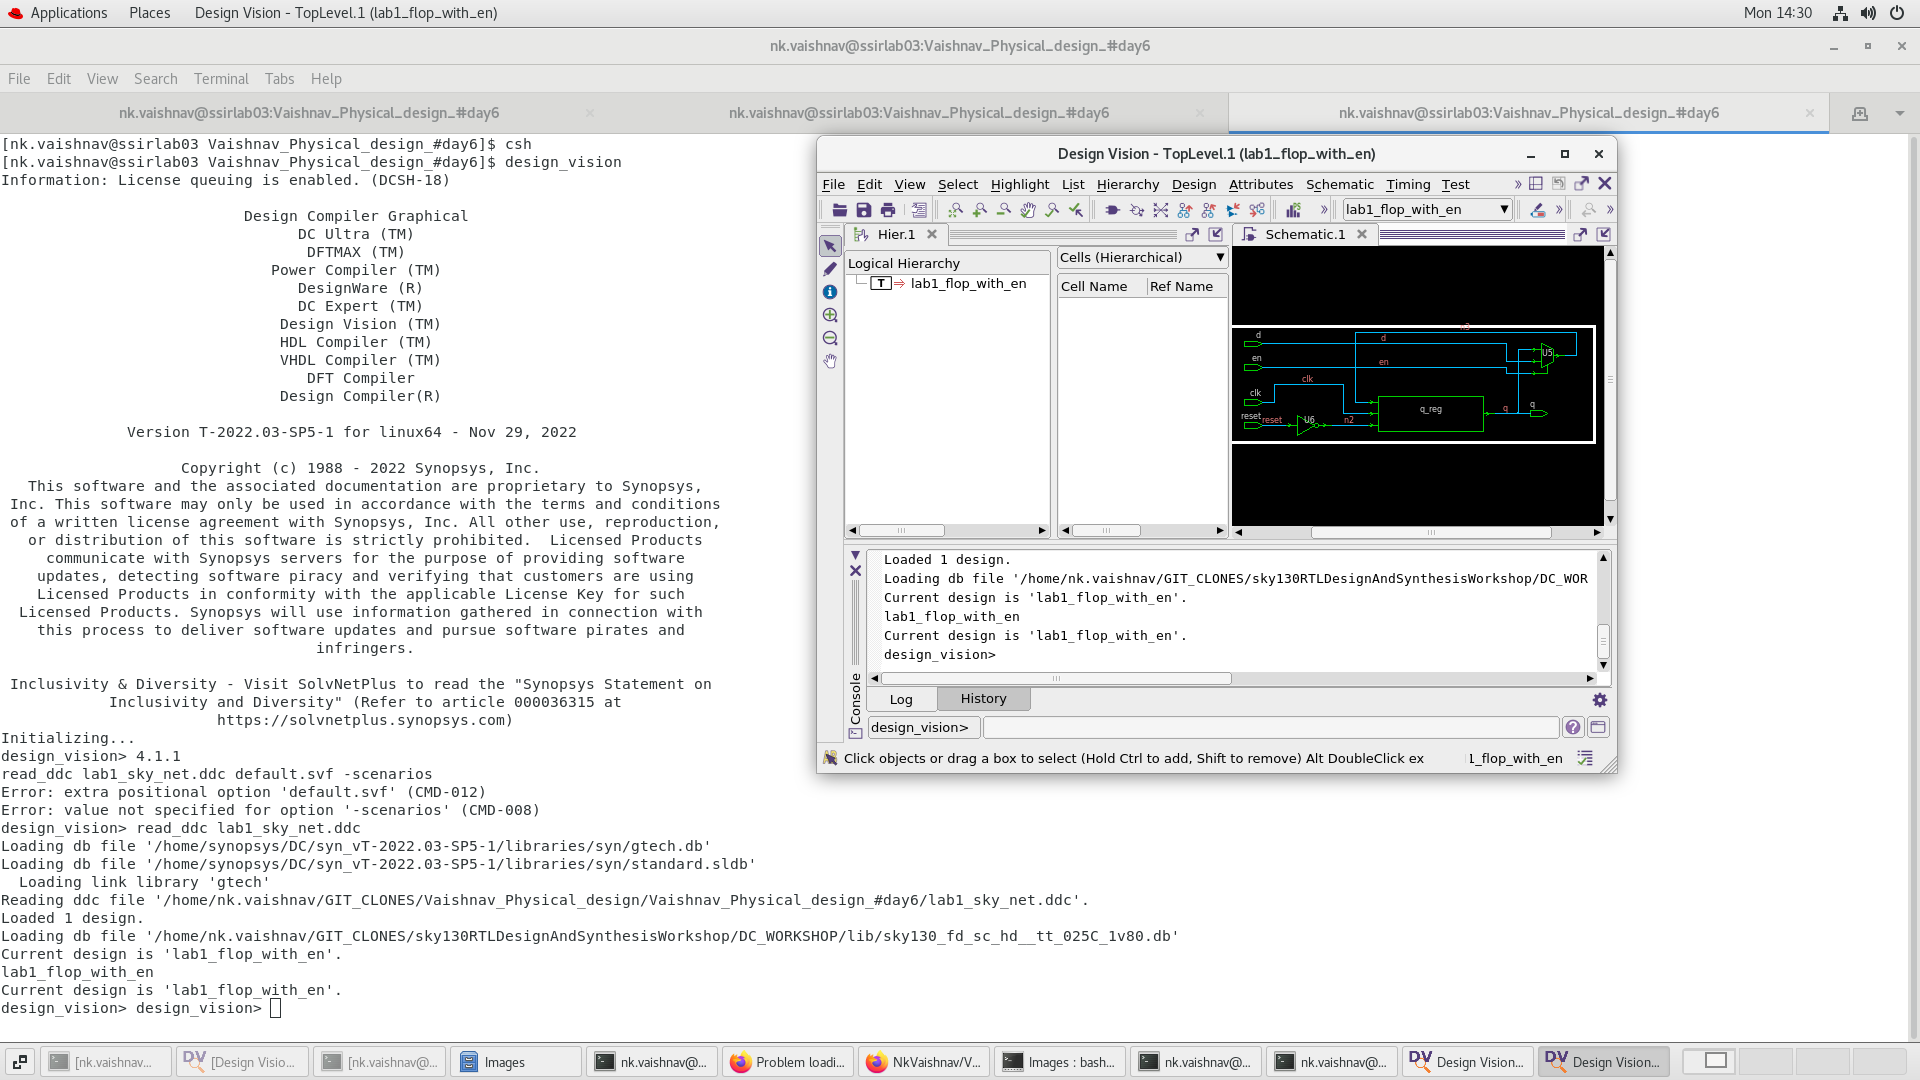 Applications Places Design Vision - TopLevel.1 (lab1_flop_with_en) Mon 14:30
nk.vaishnav@ssirlab03:Vaishnav_Physical_design_#day6
File Edit View Search Terminal Tabs Help
nk.vaishnav@ssirlab03:Vaishnav_Physical_design_#day6 nk.vaishnav@ssirlab03:Vaishnav_Physical_design_#day6 nk.vaishnav@ssirlab03:Vaishnav_Physical_design_#day6
[nk.vaishnav@ssirlab03 Vaishnav_Physical_design_#day6]$ csh
[nk.vaishnav@ssirlab03 Vaishnav_Physical_design_#day6]$ design_vision
Information: License queuing is enabled. (DCSH-18)
Design Compiler Graphical
DC Ultra (TM)
DFTMAX (TM)
Power Compiler (TM)
DesignWare (R)
DC Expert (TM)
Design Vision (TM)
HDL Compiler (TM)
VHDL Compiler (TM)
DFT Compiler
Design Compiler(R)
Version T-2022.03-SP5-1 for linux64 - Nov 29, 2022
Copyright (c) 1988 - 2022 Synopsys, Inc.
This software and the associated documentation are proprietary to Synopsys,
Inc. This software may only be used in accordance with the terms and conditions
of a written license agreement with Synopsys, Inc. All other use, reproduction,
or distribution of this software is strictly prohibited.  Licensed Products
communicate with Synopsys servers for the purpose of providing software
updates, detecting software piracy and verifying that customers are using
Licensed Products in conformity with the applicable License Key for such
Licensed Products. Synopsys will use information gathered in connection with
this process to deliver software updates and pursue software pirates and
infringers.
Inclusivity & Diversity - Visit SolvNetPlus to read the "Synopsys Statement on
Inclusivity and Diversity" (Refer to article 000036315 at
https://solvnetplus.synopsys.com)
Initializing...
design_vision> 4.1.1
read_ddc lab1_sky_net.ddc default.svf -scenarios
Error: extra positional option 'default.svf' (CMD-012)
Error: value not specified for option '-scenarios' (CMD-008)
design_vision> read_ddc lab1_sky_net.ddc
Loading db file '/home/synopsys/DC/syn_vT-2022.03-SP5-1/libraries/syn/gtech.db'
Loading db file '/home/synopsys/DC/syn_vT-2022.03-SP5-1/libraries/syn/standard.sldb'
Loading link library 'gtech'
Reading ddc file '/home/nk.vaishnav/GIT_CLONES/Vaishnav_Physical_design/Vaishnav_Physical_design_#day6/lab1_sky_net.ddc'.
Loaded 1 design.
Loading db file '/home/nk.vaishnav/GIT_CLONES/sky130RTLDesignAndSynthesisWorkshop/DC_WORKSHOP/lib/sky130_fd_sc_hd__tt_025C_1v80.db'
Current design is 'lab1_flop_with_en'.
lab1_flop_with_en
Current design is 'lab1_flop_with_en'.
design_vision> design_vision>
Design Vision - TopLevel.1 (lab1_flop_with_en)
File Edit View Select Highlight List Hierarchy Design Attributes Schematic Timing Test »
» lab1_flop_with_en » »
Hier.1 Schematic.1
Logical Hierarchy
T lab1_flop_with_en
Cells (Hierarchical)
Cell Name Ref Name
d d
en en
clk clk
reset reset U6 n2
q_reg
q q
U5
Loaded 1 design.
Loading db file '/home/nk.vaishnav/GIT_CLONES/sky130RTLDesignAndSynthesisWorkshop/DC_WOR
Current design is 'lab1_flop_with_en'.
lab1_flop_with_en
Current design is 'lab1_flop_with_en'.
design_vision>
Console
Log History
design_vision>
Click objects or drag a box to select (Hold Ctrl to add, Shift to remove) Alt DoubleClick ex 1_flop_with_en
[nk.vaishnav... [Design Visio... [nk.vaishnav@... Images nk.vaishnav@... Problem loadi... NkVaishnav/V... Images : bash... nk.vaishnav@... nk.vaishnav@... Design Vision... Design Vision...